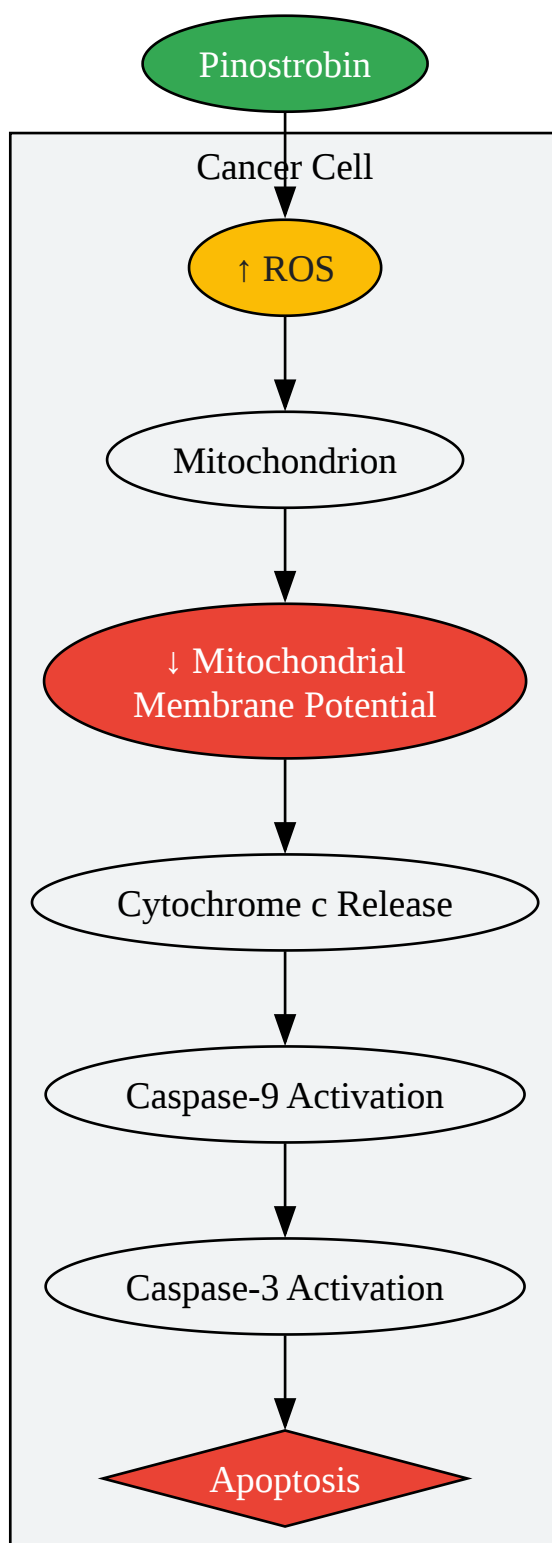 Pinostrobin
Cancer Cell
↑ ROS
Mitochondrion
↓ Mitochondrial
Membrane Potential
Cytochrome c Release
Caspase-9 Activation
Caspase-3 Activation
Apoptosis